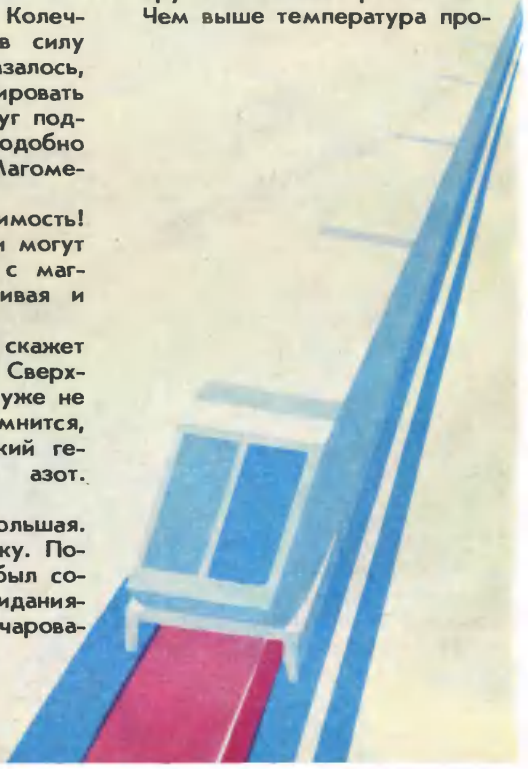 Колеч-
в силу
азалось,
ировать
уг под-
одобно
Магоме-
имость!
и могут
с маг-
ивая и
скажет
Сверх-
уже не
мнится,
кий ге-
азот.
ольшая.
ку. По-
был со-
идания-
чарова-
Чем выше температура про-